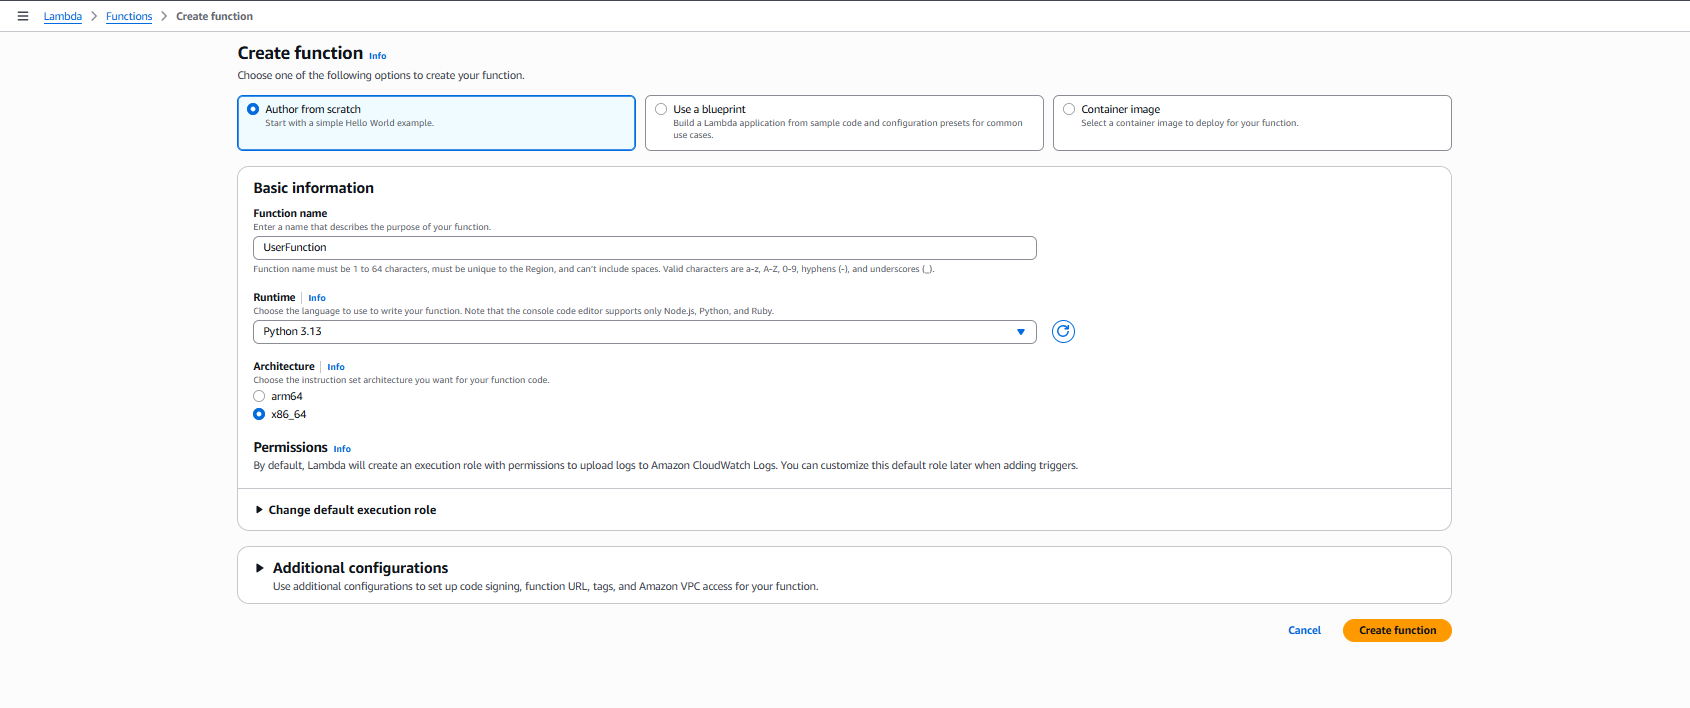 Lambda > Functions > Create function
Create function Info
Choose one of the following options to create your function.
Author from scratch
Start with a simple Hello World example.
Use a blueprint
Build a Lambda application from sample code and configuration presets for common
use cases.
Container image
Select a container image to deploy for your function.
Basic information
Function name
Enter a name that describes the purpose of your function.
UserFunction
Function name must be 1 to 64 characters, must be unique to the Region, and can't include spaces. Valid characters are a-z, A-Z, 0-9, hyphens (-), and underscores (_).
Runtime | Info
Choose the language to use to write your function. Note that the console code editor supports only Node.js, Python, and Ruby.
Python 3.13
Architecture | Info
Choose the instruction set architecture you want for your function code.
arm64
x86_64
Permissions Info
By default, Lambda will create an execution role with permissions to upload logs to Amazon CloudWatch Logs. You can customize this default role later when adding triggers.
Change default execution role
Additional configurations
Use additional configurations to set up code signing, function URL, tags, and Amazon VPC access for your function.
Cancel Create function